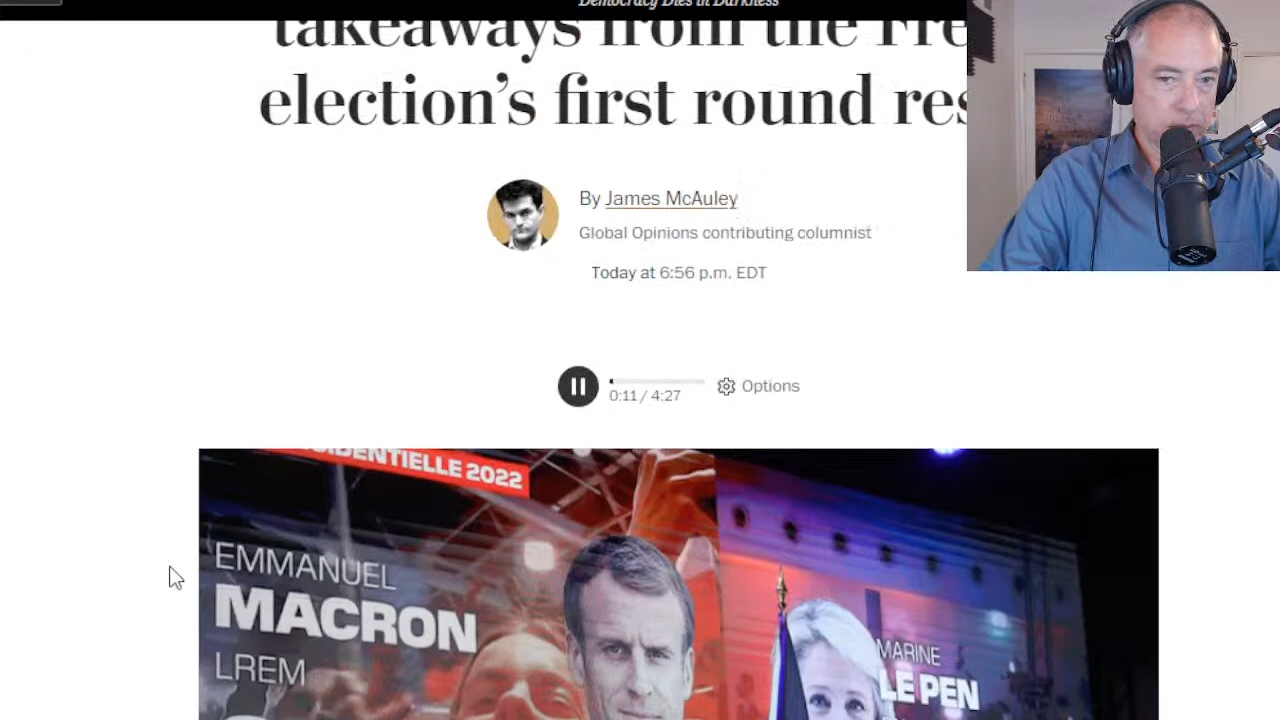 Democracy Dies in Darkness
takeaways from the Fre
election’s first round res
By James McAuley
Global Opinions contributing columnist
Today at 6:56 p.m. EDT
0:11 / 4:27
Options
IDENTIELLE 2022
EMMANUEL
MACRON
LREM
MARINE
LE PEN